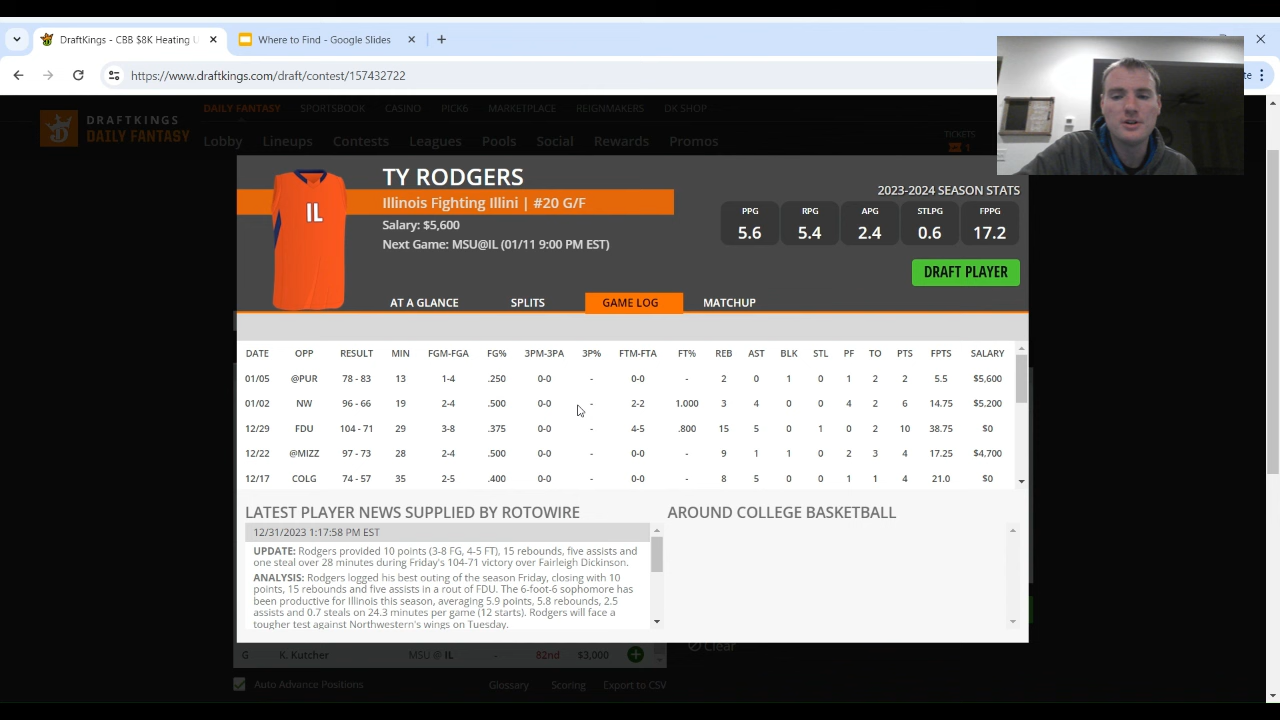 DraftKings - CBB $8K Heating U
Where to Find - Google Slides
https://www.draftkings.com/draft/contest/157432722
DRAFTKINGS
DAILY FANTASY
DAILY FANTASY SPORTSBOOK CASINO PICK6 MARKETPLACE REIGNMAKERS DK SHOP
Lobby Lineups Contests Leagues Pools Social Rewards Promos
TICKETS
1
IL
TY RODGERS
Illinois Fighting Illini | #20 G/F
Salary: $5,600
Next Game: MSU@IL (01/11 9:00 PM EST)
2023-2024 SEASON STATS
PPG RPG APG STLPG FPPG
5.6 5.4 2.4 0.6 17.2
DRAFT PLAYER
AT A GLANCE SPLITS GAME LOG MATCHUP
DATE OPP RESULT MIN FGM-FGA FG% 3PM-3PA 3P% FTM-FTA FT% REB AST BLK STL PF TO PTS FPTS SALARY
01/05 @PUR 78 - 83 13 1-4 .250 0-0 - 0-0 - 2 0 1 0 1 2 2 5.5 $5,600
01/02 NW 96 - 66 19 2-4 .500 0-0 - 2-2 1.000 3 4 0 0 4 2 6 14.75 $5,200
12/29 FDU 104 - 71 29 3-8 .375 0-0 - 4-5 .800 15 5 0 1 0 2 10 38.75 $0
12/22 @MIZZ 97 - 73 28 2-4 .500 0-0 - 0-0 - 9 1 1 0 2 3 4 17.25 $4,700
12/17 COLG 74 - 57 35 2-5 .400 0-0 - 0-0 - 8 5 0 0 1 1 4 21.0 $0
LATEST PLAYER NEWS SUPPLIED BY ROTOWIRE
12/31/2023 1:17:58 PM EST
UPDATE: Rodgers provided 10 points (3-8 FG, 4-5 FT), 15 rebounds, five assists and
one steal over 28 minutes during Friday's 104-71 victory over Fairleigh Dickinson.
ANALYSIS: Rodgers logged his best outing of the season Friday, closing with 10
points, 15 rebounds and five assists in a rout of FDU. The 6-foot-6 sophomore has
been productive for Illinois this season, averaging 5.9 points, 5.8 rebounds, 2.5
assists and 0.7 steals on 24.3 minutes per game (12 starts). Rodgers will face a
tougher test against Northwestern's wings on Tuesday.
AROUND COLLEGE BASKETBALL
G K. Kutcher MSU @ IL - 82nd $3,000
Clear
Auto Advance Positions Glossary Scoring Export to CSV